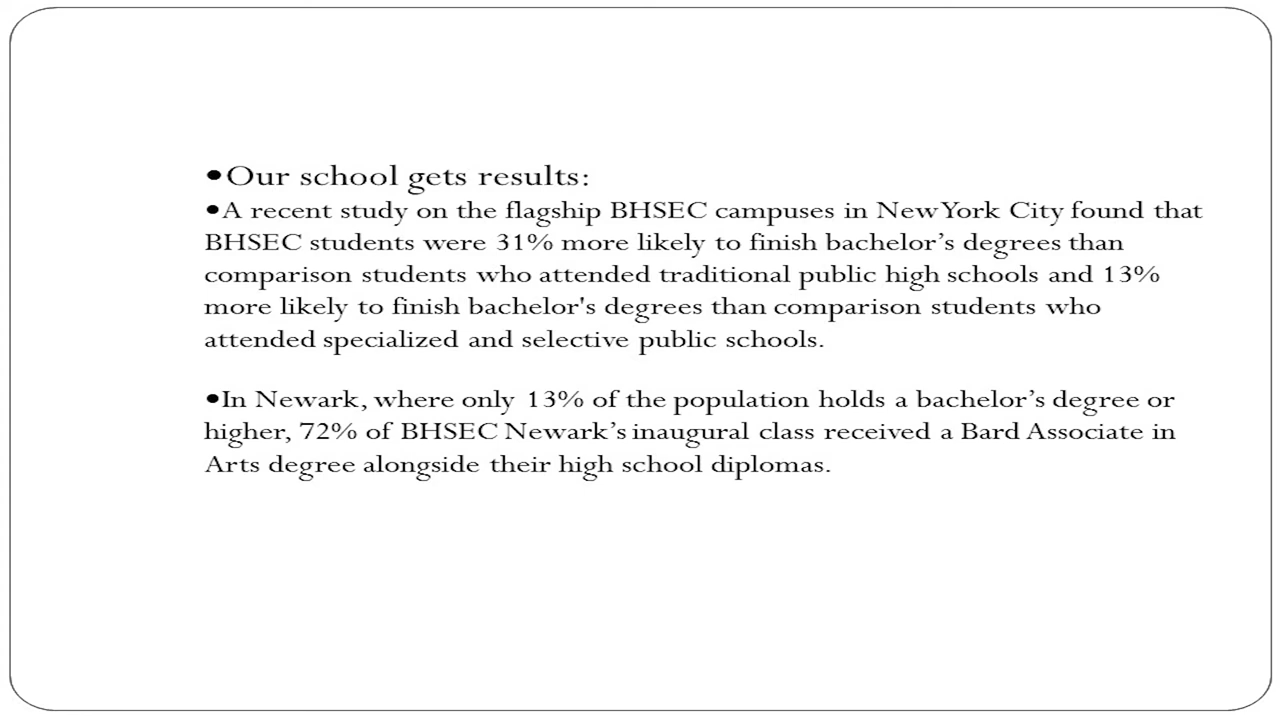 •Our school gets results:
•A recent study on the flagship BHSEC campuses in New York City found that
BHSEC students were 31% more likely to finish bachelor’s degrees than
comparison students who attended traditional public high schools and 13%
more likely to finish bachelor's degrees than comparison students who
attended specialized and selective public schools.
•In Newark, where only 13% of the population holds a bachelor’s degree or
higher, 72% of BHSEC Newark’s inaugural class received a Bard Associate in
Arts degree alongside their high school diplomas.